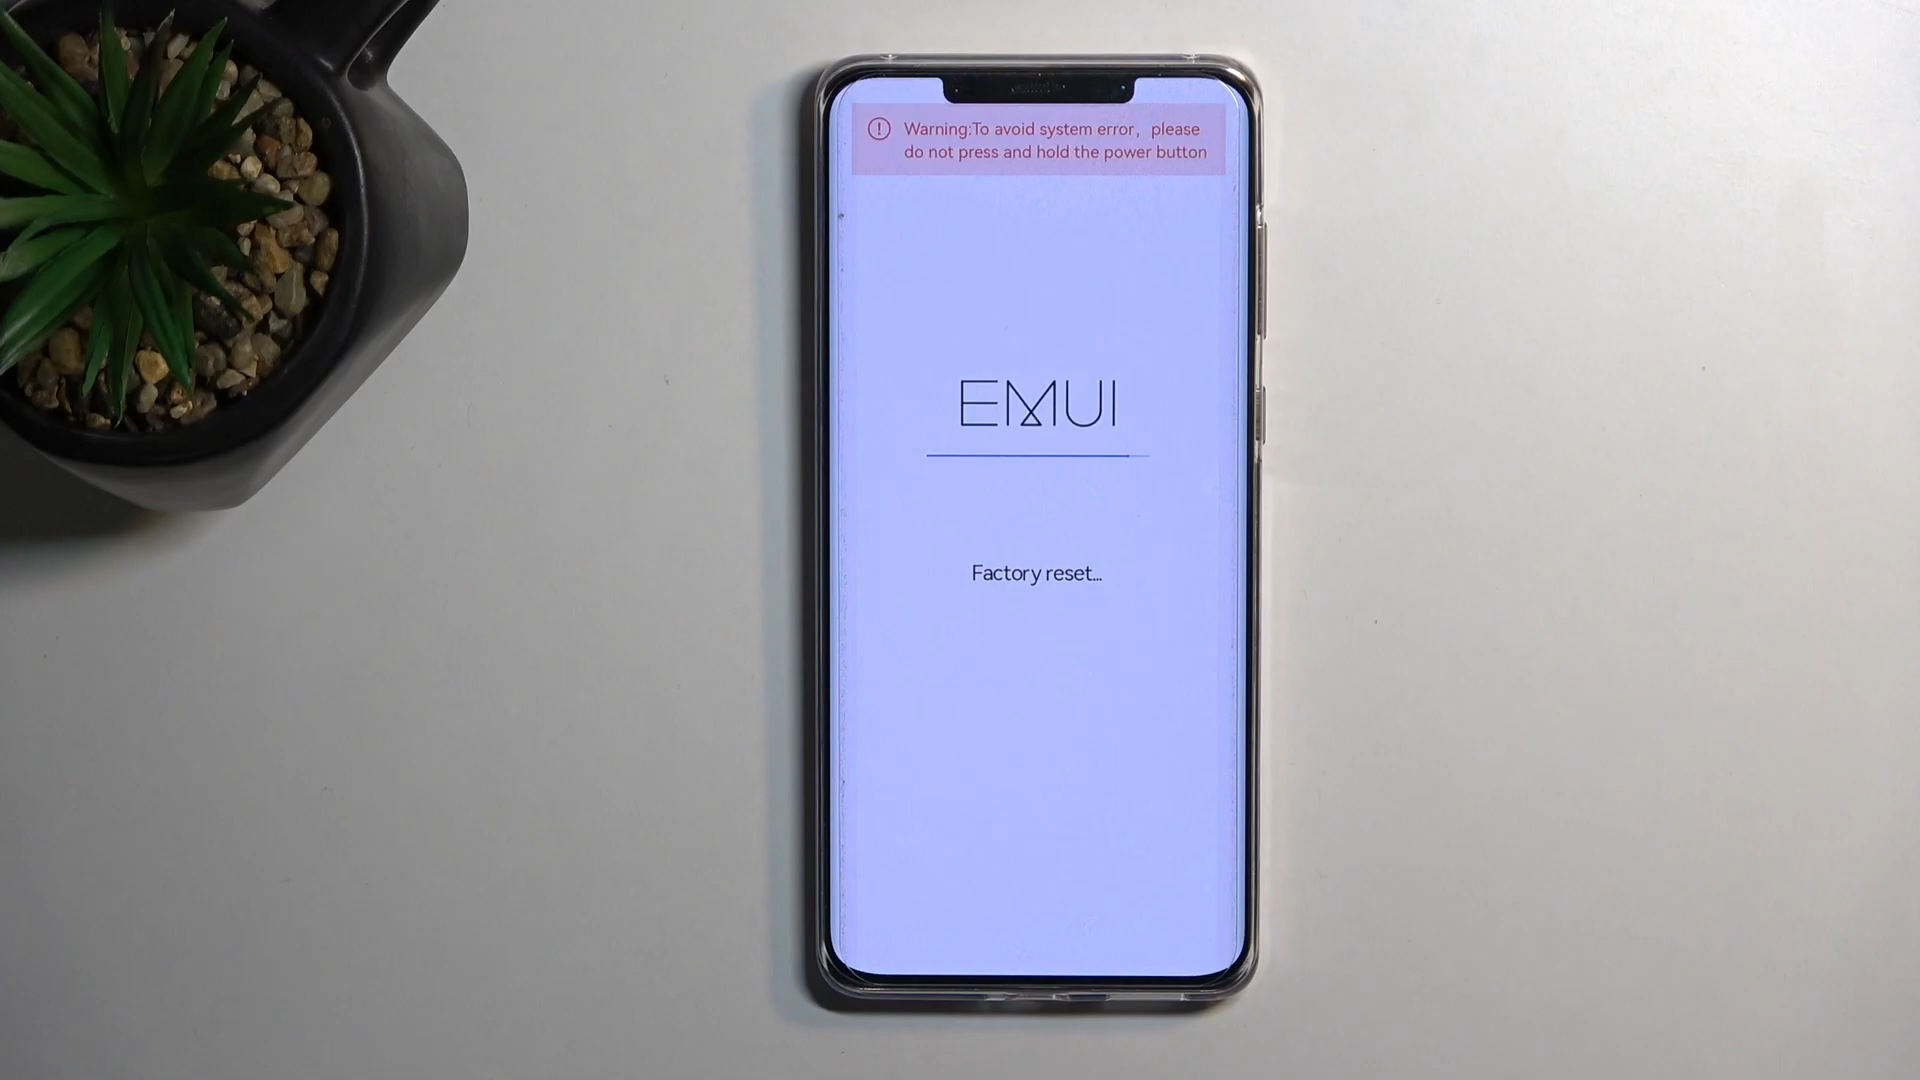 Warning:To avoid system error, please
do not press and hold the power button
EMUI
Factory reset...